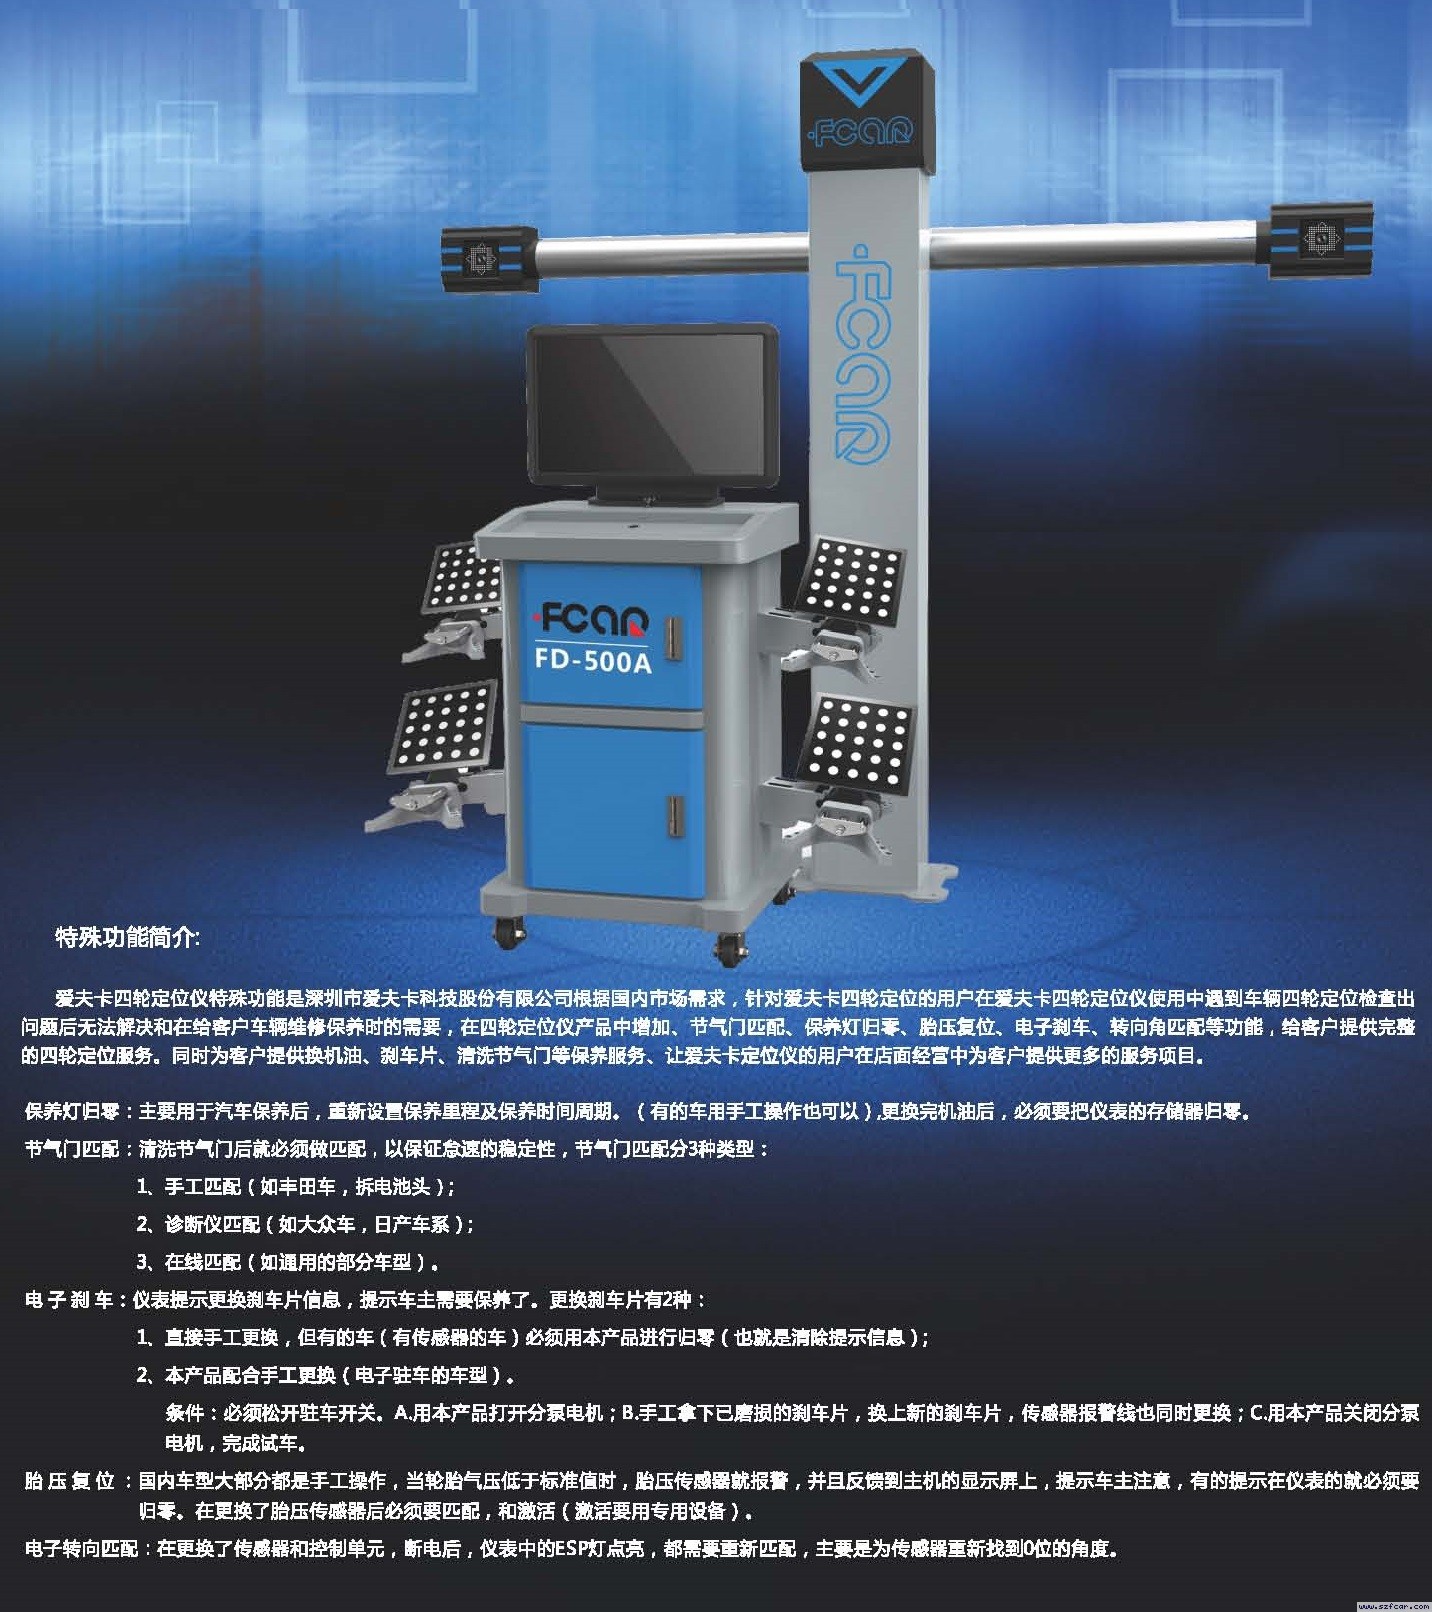 FCAR
FCAR
FCAR
FD-500A
特殊功能简介:
爱夫卡四轮定位仪特殊功能是深圳市爱夫卡科技股份有限公司根据国内市场需求，针对爱夫卡四轮定位的用户在爱夫卡四轮定位仪使用中遇到车辆四轮定位检查出
问题后无法解决和在给客户车辆维修保养时的需要，在四轮定位仪产品中增加、节气门匹配、保养灯归零、胎压复位、电子刹车、转向角匹配等功能，给客户提供完整
的四轮定位服务。同时为客户提供换机油、刹车片、清洗节气门等保养服务、让爱夫卡定位仪的用户在店面经营中为客户提供更多的服务项目。
保养灯归零：主要用于汽车保养后，重新设置保养里程及保养时间周期。（有的车用手工操作也可以）,更换完机油后，必须要把仪表的存储器归零。
节气门匹配：清洗节气门后就必须做匹配，以保证怠速的稳定性，节气门匹配分3种类型：
1、手工匹配（如丰田车，拆电池头）；
2、诊断仪匹配（如大众车，日产车系）；
3、在线匹配（如通用的部分车型）。
电子刹车：仪表提示更换刹车片信息，提示车主需要保养了。更换刹车片有2种：
1、直接手工更换，但有的车（有传感器的车）必须用本产品进行归零（也就是清除提示信息）；
2、本产品配合手工更换（电子驻车的车型）。
条件：必须松开驻车开关。A.用本产品打开分泵电机；B.手工拿下已磨损的刹车片，换上新的刹车片，传感器报警线也同时更换；C.用本产品关闭分泵
电机，完成试车。
胎压复位：国内车型大部分都是手工操作，当轮胎气压低于标准值时，胎压传感器就报警，并且反馈到主机的显示屏上，提示车主注意，有的提示在仪表的就必须要
归零。在更换了胎压传感器后必须要匹配，和激活（激活要用专用设备）。
电子转向匹配：在更换了传感器和控制单元，断电后，仪表中的ESP灯点亮，都需要重新匹配，主要是为传感器重新找到0位的角度。
www.szfcar.com